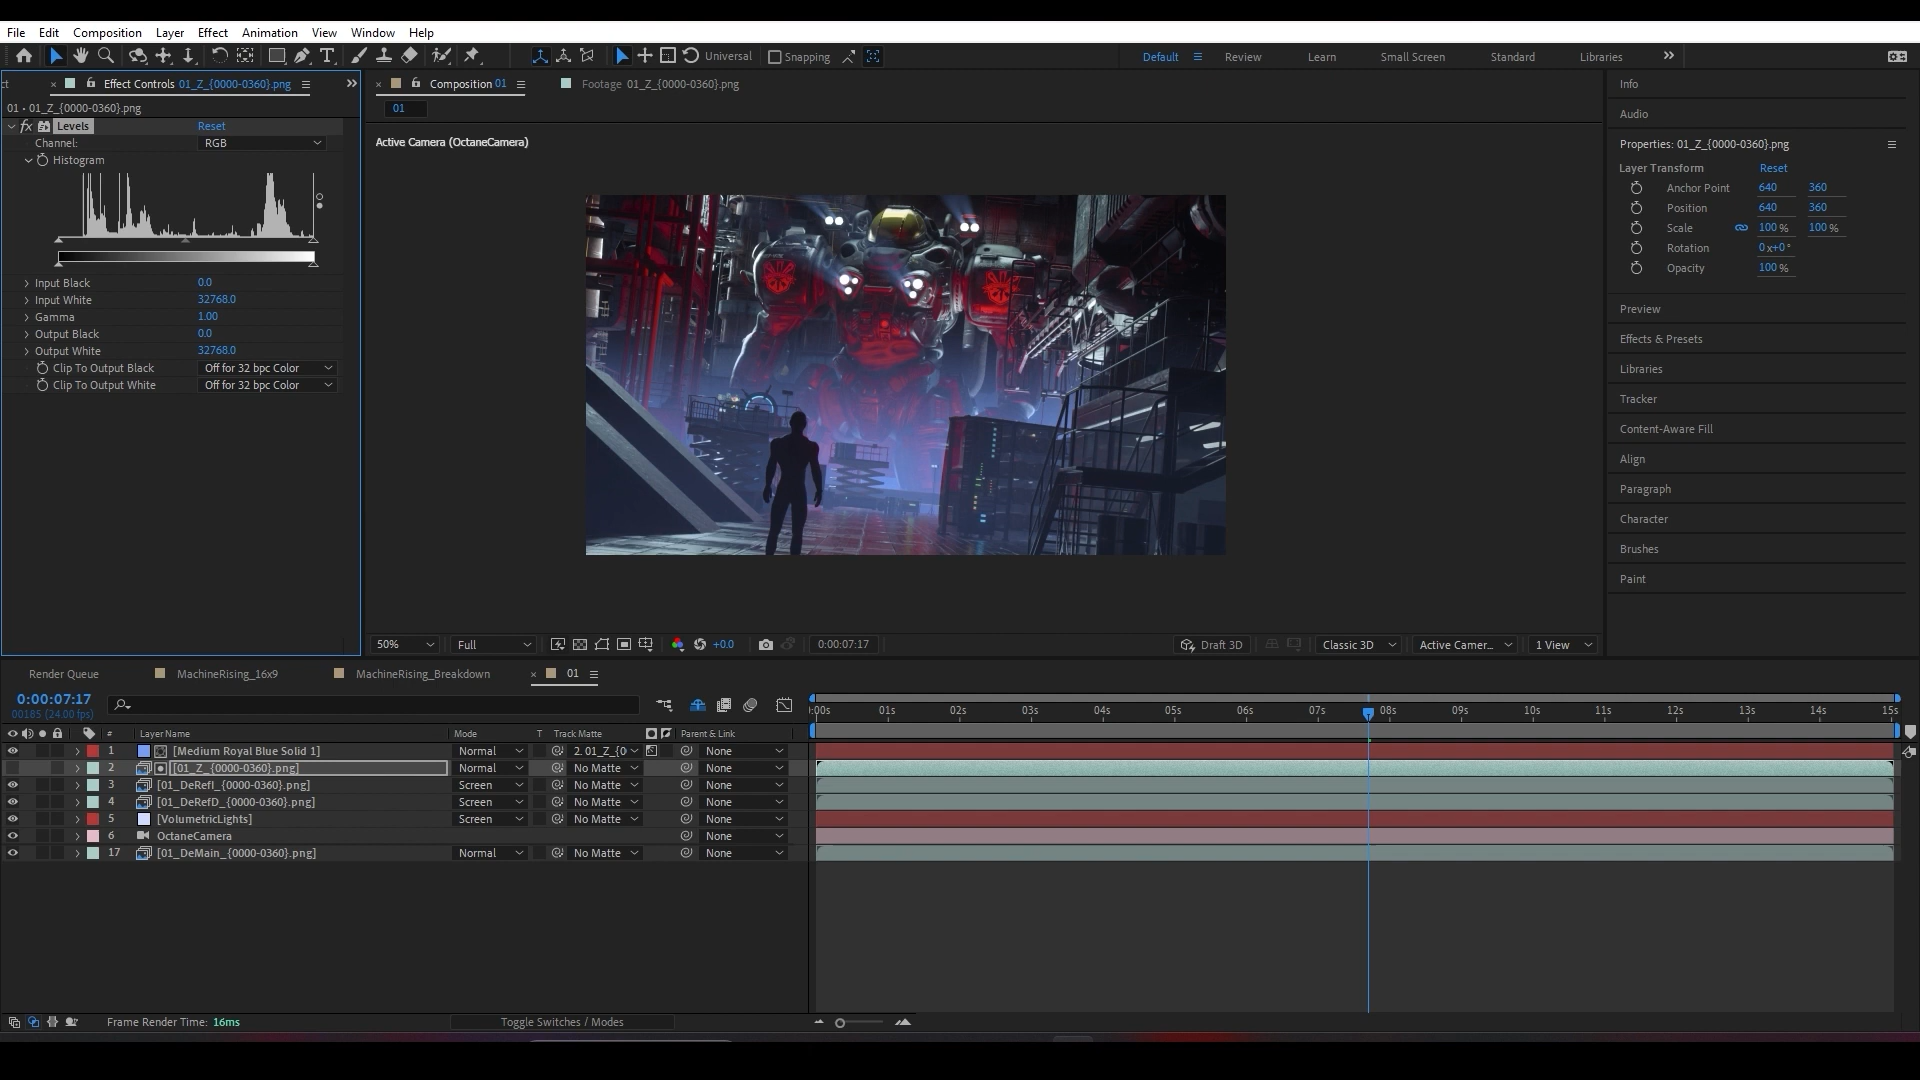 File Edit Composition Layer Effect Animation View Window Help
Universal Snapping Default Review Learn Small Screen Standard Libraries
Effect Controls 01_Z_{0000-0360}.png
01 • 01_Z_{0000-0360}.png
fx Levels Reset
Channel: RGB
Histogram
Input Black 0.0
Input White 32768.0
Gamma 1.00
Output Black 0.0
Output White 32768.0
Clip To Output Black Off for 32 bpc Color
Clip To Output White Off for 32 bpc Color
Composition 01 Footage 01_Z_{0000-0360}.png
01
Active Camera (OctaneCamera)
50% Full +0.0 0:00:07:17 Draft 3D Classic 3D Active Camer... 1 View
Info
Audio
Properties: 01_Z_{0000-0360}.png
Layer Transform Reset
Anchor Point 640 360
Position 640 360
Scale 100 % 100 %
Rotation 0 x+0 °
Opacity 100 %
Preview
Effects & Presets
Libraries
Tracker
Content-Aware Fill
Align
Paragraph
Character
Brushes
Paint
Render Queue MachineRising_16x9 MachineRising_Breakdown 01
0:00:07:17
00185 (24.00 fps)
:00s 01s 02s 03s 04s 05s 06s 07s 08s 09s 10s 11s 12s 13s 14s 15s
# Layer Name Mode T Track Matte Parent & Link
1 [Medium Royal Blue Solid 1] Normal 2. 01_Z_{0 None
2 [01_Z_{0000-0360}.png] Normal No Matte None
3 [01_DeRefI_{0000-0360}.png] Screen No Matte None
4 [01_DeRefD_{0000-0360}.png] Screen No Matte None
5 [VolumetricLights] Screen No Matte None
6 OctaneCamera None
17 [01_DeMain_{0000-0360}.png] Normal No Matte None
Frame Render Time: 16ms Toggle Switches / Modes